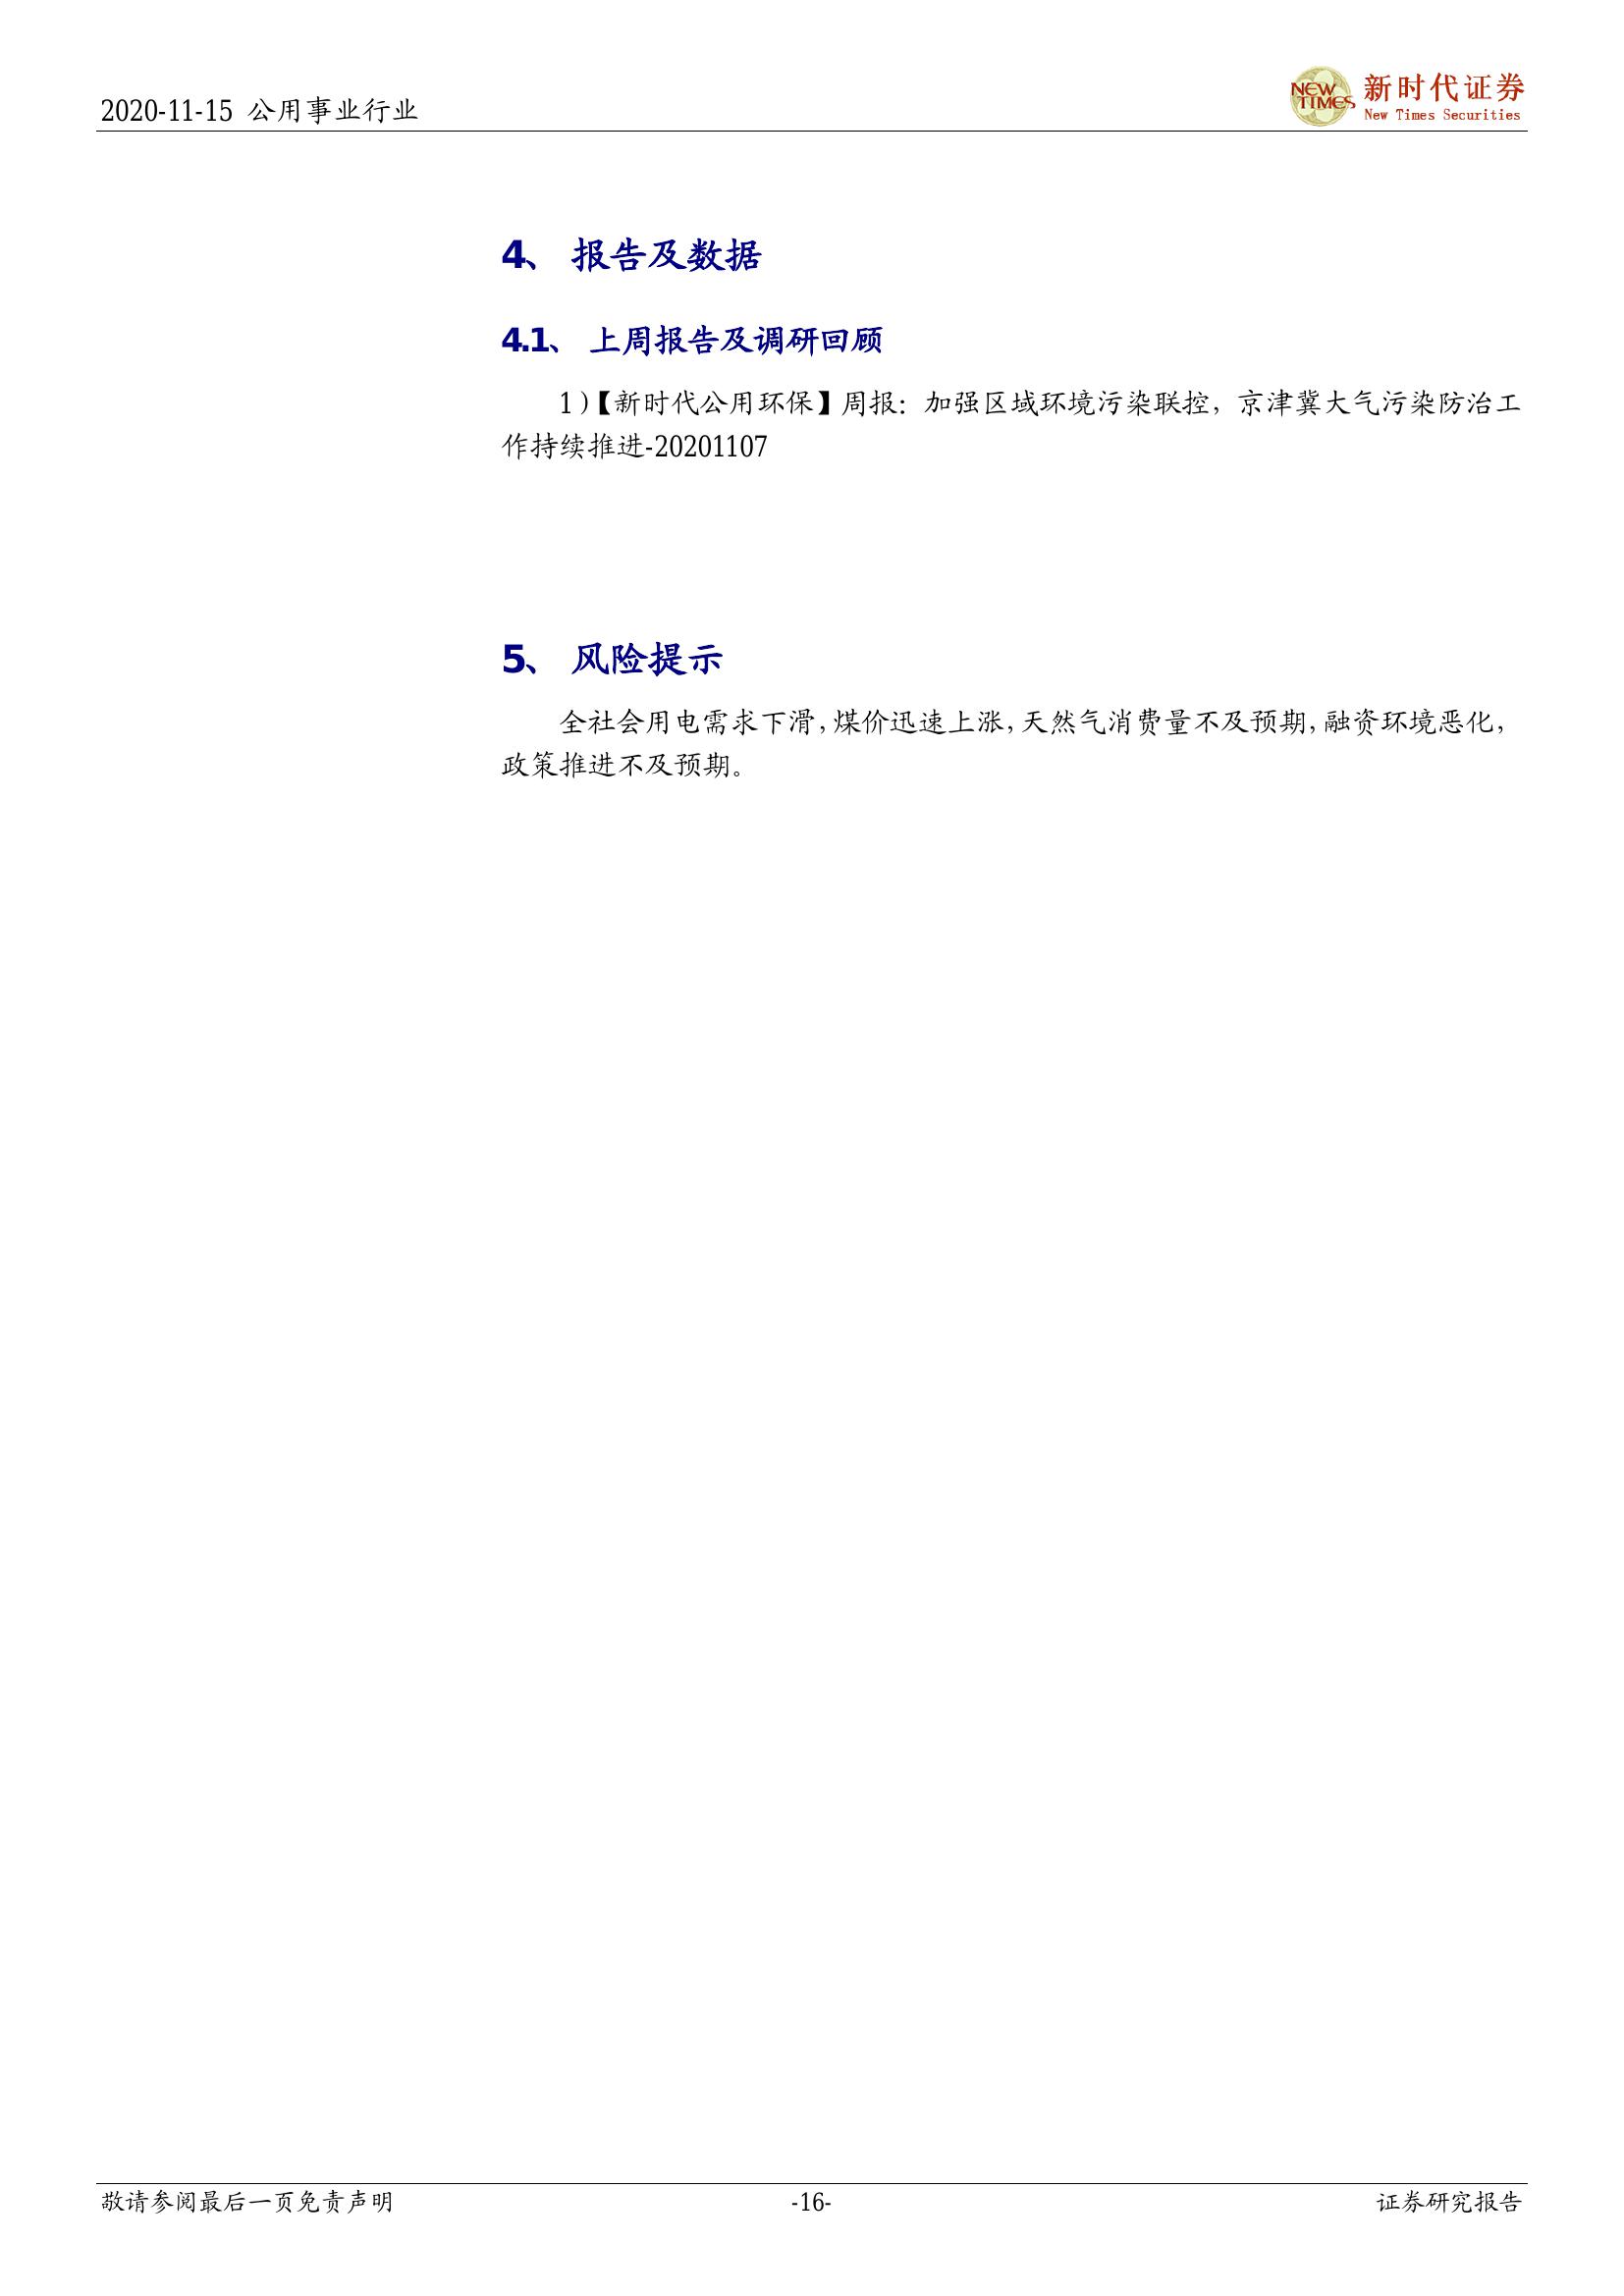 2020-11-15 公用事业行业
NEW TIMES 新时代证券
New Times Securities
4、 报告及数据
4.1、 上周报告及调研回顾
1）【新时代公用环保】周报：加强区域环境污染联控，京津冀大气污染防治工
作持续推进-20201107
5、 风险提示
全社会用电需求下滑，煤价迅速上涨，天然气消费量不及预期，融资环境恶化，
政策推进不及预期。
敬请参阅最后一页免责声明 -16- 证券研究报告